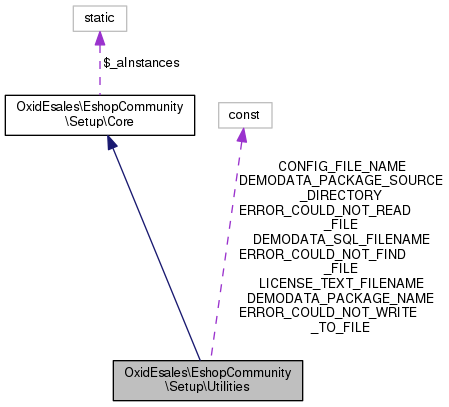 static
$_aInstances
OxidEsales\EshopCommunity
\Setup\Core
const
CONFIG_FILE_NAME
DEMODATA_PACKAGE_SOURCE
_DIRECTORY
ERROR_COULD_NOT_READ
_FILE
DEMODATA_SQL_FILENAME
ERROR_COULD_NOT_FIND
_FILE
LICENSE_TEXT_FILENAME
DEMODATA_PACKAGE_NAME
ERROR_COULD_NOT_WRITE
_TO_FILE
OxidEsales\EshopCommunity
\Setup\Utilities